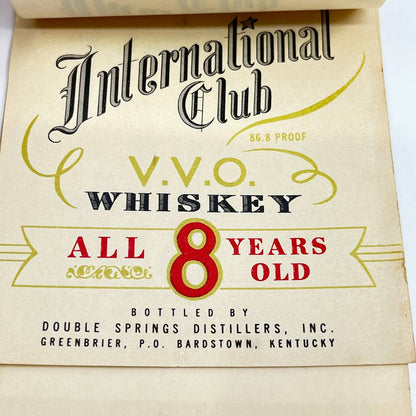 International
Club
86.8 PROOF
V.V.O.
WHISKEY
ALL 8 YEARS
OLD
BOTTLED BY
DOUBLE SPRINGS DISTILLERS, INC.
GREENBRIER, P.O. BARDSTOWN, KENTUCKY